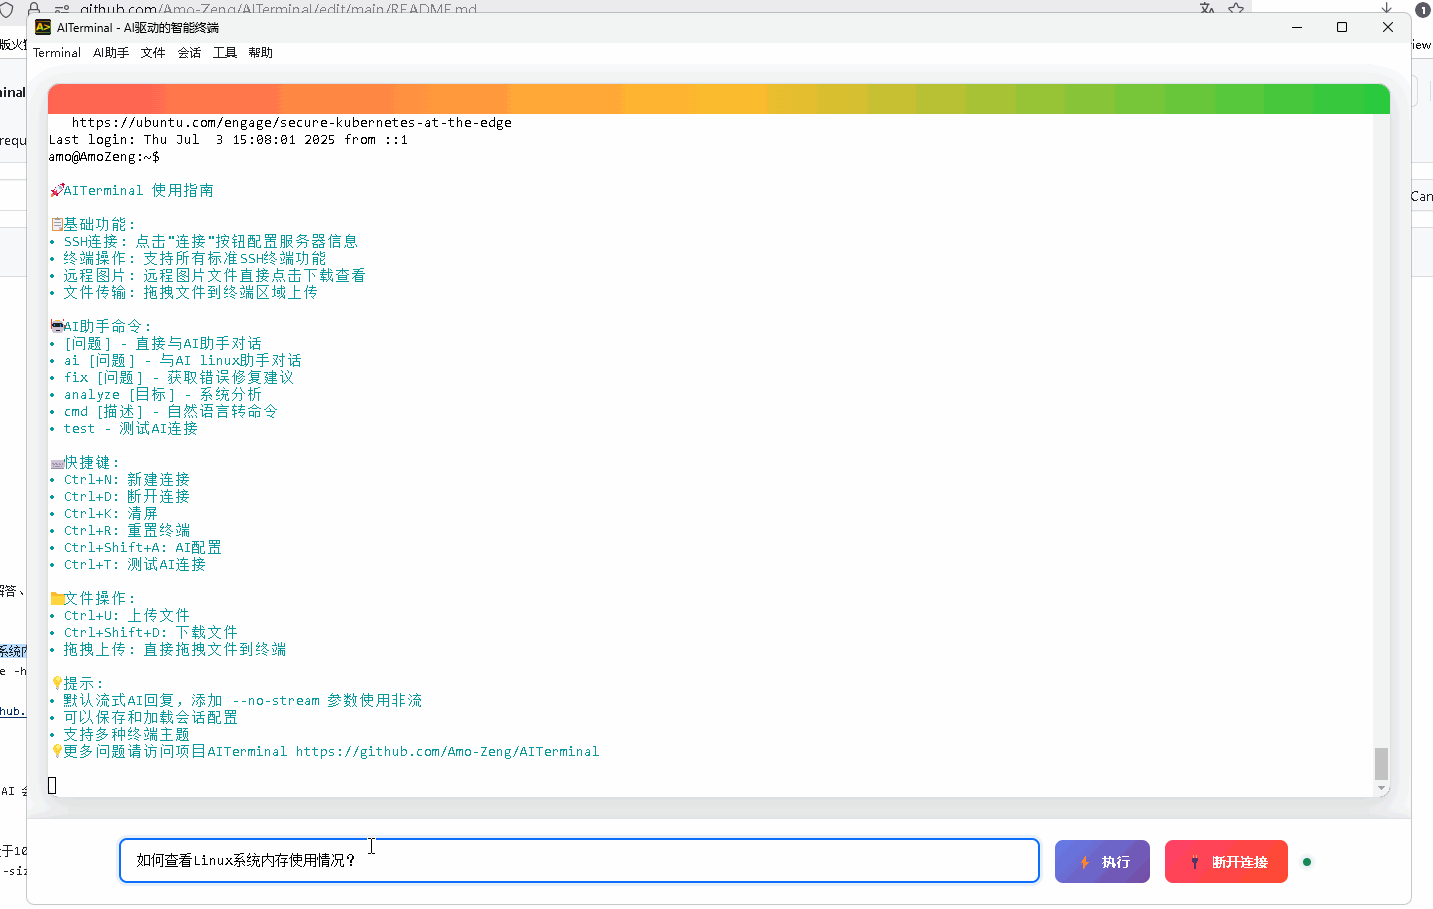 github.com/Amo-Zeng/AITerminal/edit/main/README.md
AITerminal - AI驱动的智能终端
Terminal AI助手 文件 会话 工具 帮助
https://ubuntu.com/engage/secure-kubernetes-at-the-edge
Last login: Thu Jul  3 15:08:01 2025 from ::1
amo@AmoZeng:~$
🚀AITerminal 使用指南
📋基础功能:
• SSH连接: 点击"连接"按钮配置服务器信息
• 终端操作: 支持所有标准SSH终端功能
• 远程图片: 远程图片文件直接点击下载查看
• 文件传输: 拖拽文件到终端区域上传
🤖AI助手命令:
• [问题] - 直接与AI助手对话
• ai [问题] - 与AI linux助手对话
• fix [问题] - 获取错误修复建议
• analyze [目标] - 系统分析
• cmd [描述] - 自然语言转命令
• test - 测试AI连接
⌨️快捷键:
• Ctrl+N: 新建连接
• Ctrl+D: 断开连接
• Ctrl+K: 清屏
• Ctrl+R: 重置终端
• Ctrl+Shift+A: AI配置
• Ctrl+T: 测试AI连接
📁文件操作:
• Ctrl+U: 上传文件
• Ctrl+Shift+D: 下载文件
• 拖拽上传: 直接拖拽文件到终端
💡提示:
• 默认流式AI回复，添加 --no-stream 参数使用非流
• 可以保存和加载会话配置
• 支持多种终端主题
💡更多问题请访问项目AITerminal https://github.com/Amo-Zeng/AITerminal
如何查看Linux系统内存使用情况？
⚡ 执行
断开连接